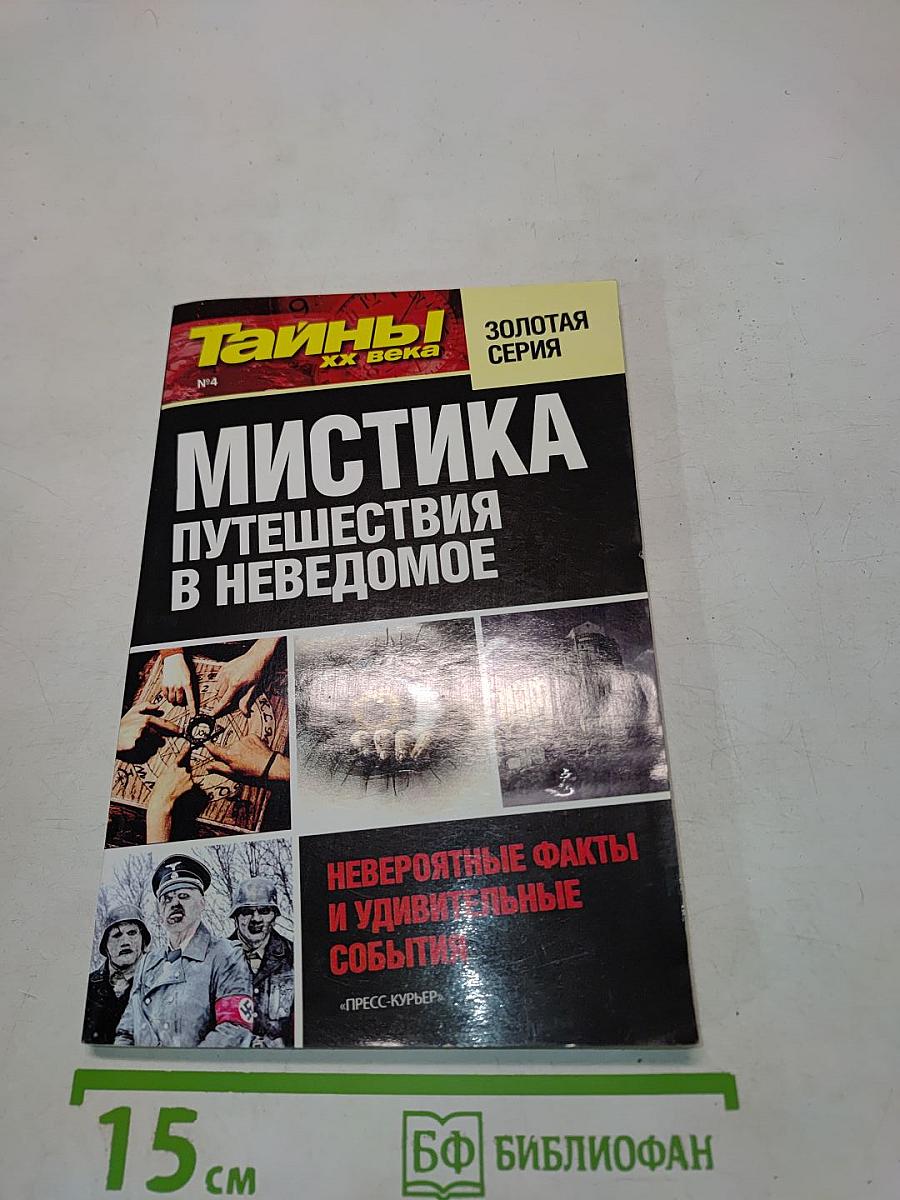 Тайны
XX века
№4
ЗОЛОТАЯ
СЕРИЯ
МИСТИКА
ПУТЕШЕСТВИЯ
В НЕВЕДОМОЕ
НЕВЕРОЯТНЫЕ ФАКТЫ
И УДИВИТЕЛЬНЫЕ
СОБЫТИЯ
«ПРЕСС-КУРЬЕР»
15 см
БФ БИБЛИОФАН